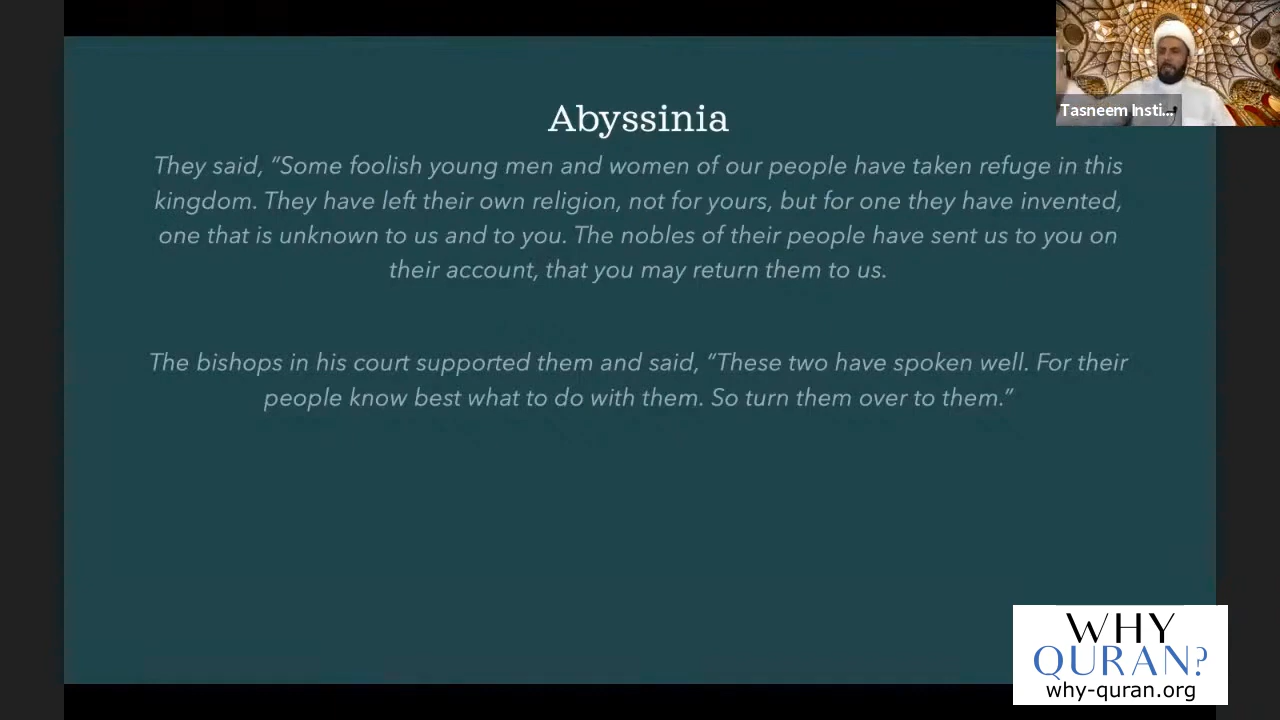 Tasneem Insti...
Abyssinia
They said, “Some foolish young men and women of our people have taken refuge in this
kingdom. They have left their own religion, not for yours, but for one they have invented,
one that is unknown to us and to you. The nobles of their people have sent us to you on
their account, that you may return them to us.
The bishops in his court supported them and said, “These two have spoken well. For their
people know best what to do with them. So turn them over to them.”
WHY
QURAN?
why-quran.org